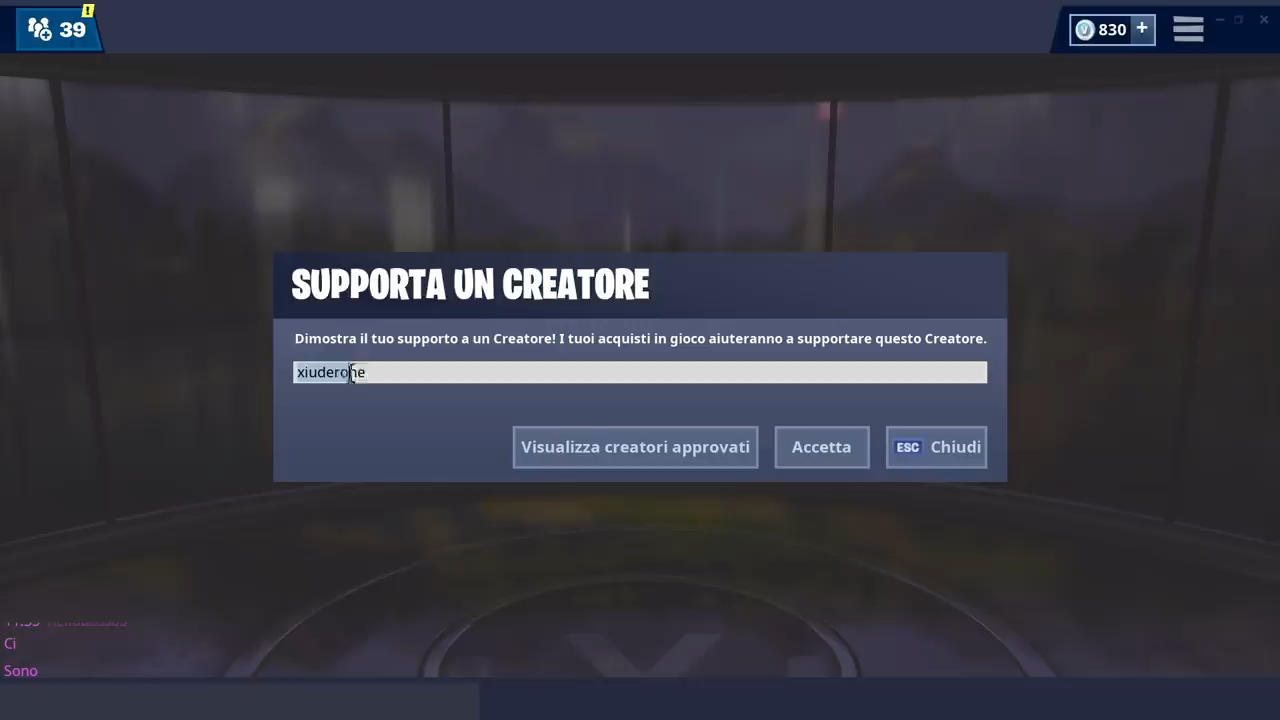 39
!
830 +
SUPPORTA UN CREATORE
Dimostra il tuo supporto a un Creatore! I tuoi acquisti in gioco aiuteranno a supportare questo Creatore.
xiuderone
Visualizza creatori approvati
Accetta
ESC Chiudi
Ci
Sono